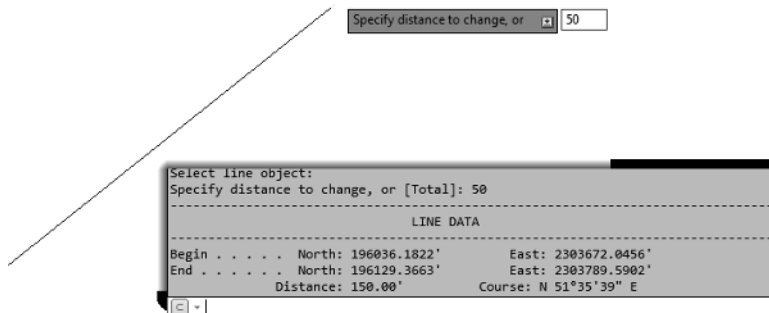 Specify distance to change, or 50
Select line object:
Specify distance to change, or [Total]: 50
--------------------------------------------------------------------------------
LINE DATA
--------------------------------------------------------------------------------
Begin . . . . . North: 196036.1822' East: 2303672.0456'
End . . . . . . North: 196129.3663' East: 2303789.5902'
Distance: 150.00' Course: N 51°35'39" E